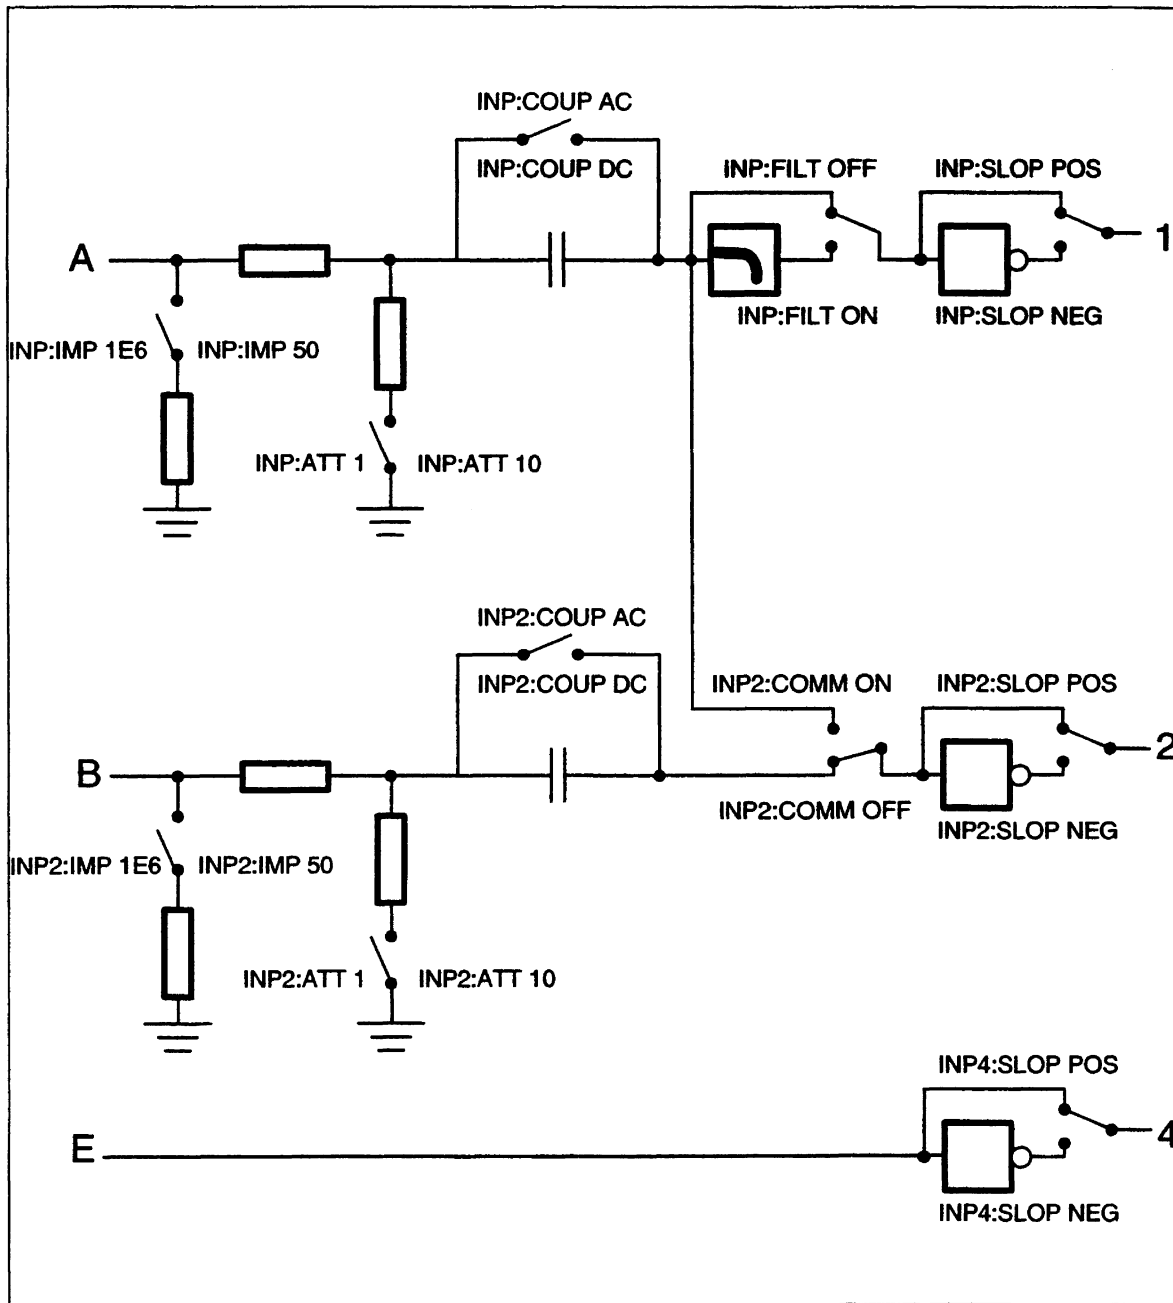 INP:COUP AC
INP:COUP DC
INP:FILT OFF
INP:SLOP POS
A
1
INP:FILT ON
INP:SLOP NEG
INP:IMP 1E6
INP:IMP 50
INP:ATT 1
INP:ATT 10
INP2:COUP AC
INP2:COUP DC
INP2:COMM ON
INP2:SLOP POS
B
2
INP2:COMM OFF
INP2:SLOP NEG
INP2:IMP 1E6
INP2:IMP 50
INP2:ATT 1
INP2:ATT 10
INP4:SLOP POS
E
4
INP4:SLOP NEG